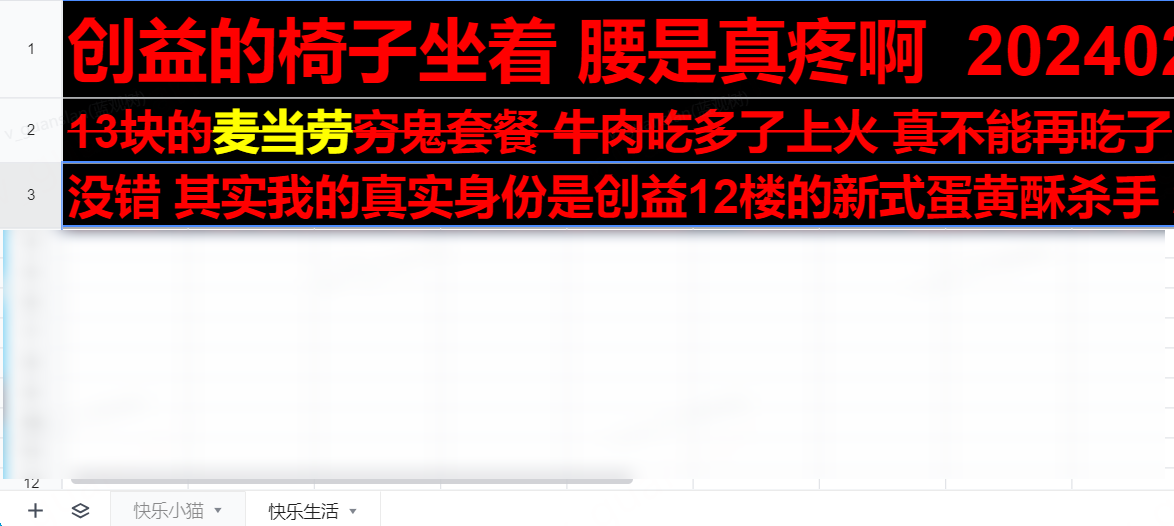 1
创益的椅子坐着 腰是真疼啊 202402
2
13块的麦当劳穷鬼套餐 牛肉吃多了上火 真不能再吃了
3
没错 其实我的真实身份是创益12楼的新式蛋黄酥杀手
12
快乐小猫 快乐生活